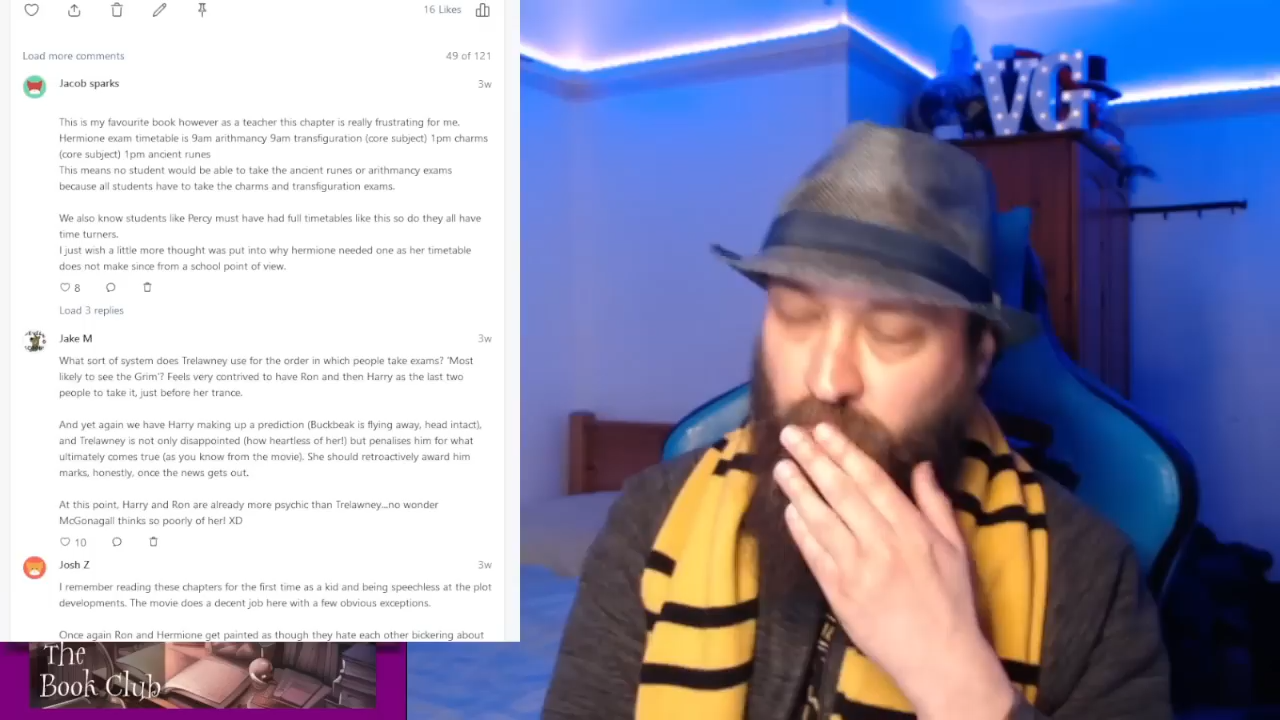 16 Likes
Load more comments
49 of 121
Jacob sparks
3w
This is my favourite book however as a teacher this chapter is really frustrating for me.
Hermione exam timetable is 9am arithmancy 9am transfiguration (core subject) 1pm charms
(core subject) 1pm ancient runes
This means no student would be able to take the ancient runes or arithmancy exams
because all students have to take the charms and transfiguration exams.
We also know students like Percy must have had full timetables like this so do they all have
time turners.
I just wish a little more thought was put into why hermione needed one as her timetable
does not make since from a school point of view.
8
Load 3 replies
Jake M
3w
What sort of system does Trelawney use for the order in which people take exams? 'Most
likely to see the Grim'? Feels very contrived to have Ron and then Harry as the last two
people to take it, just before her trance.
And yet again we have Harry making up a prediction (Buckbeak is flying away, head intact),
and Trelawney is not only disappointed (how heartless of her!) but penalises him for what
ultimately comes true (as you know from the movie). She should retroactively award him
marks, honestly, once the news gets out.
At this point, Harry and Ron are already more psychic than Trelawney...no wonder
McGonagall thinks so poorly of her! XD
10
Josh Z
3w
I remember reading these chapters for the first time as a kid and being speechless at the plot
developments. The movie does a decent job here with a few obvious exceptions.
Once again Ron and Hermione get painted as though they hate each other bickering about
The
Book Club
VG